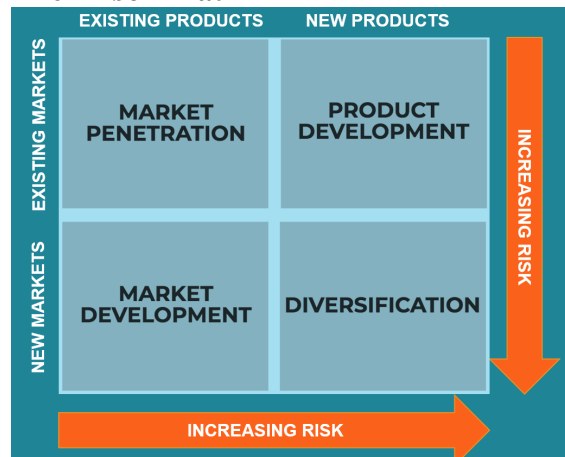 EXISTING PRODUCTS
NEW PRODUCTS
EXISTING MARKETS
MARKET
PENETRATION
PRODUCT
DEVELOPMENT
NEW MARKETS
MARKET
DEVELOPMENT
DIVERSIFICATION
INCREASING RISK
INCREASING RISK